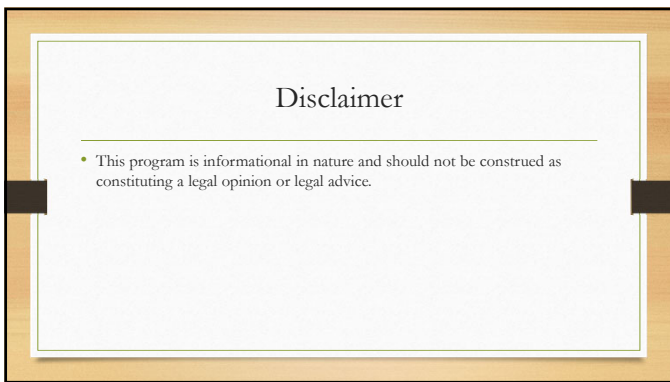 Disclaimer
• This program is informational in nature and should not be construed as
constituting a legal opinion or legal advice.